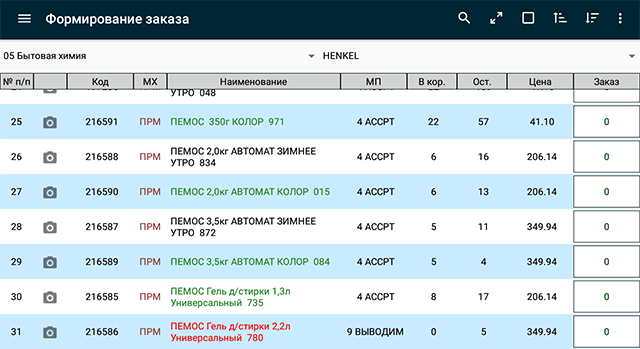 Формирование заказа
05 Бытовая химия HENKEL
№ п/п Код МХ Наименование МП В кор. Ост. Цена Заказ
УТРО 048
25 216591 ПРМ ПЕМОС 350г КОЛОР 971 4 АССРТ 22 57 41.10 0
ПЕМОС 2,0кг АВТОМАТ ЗИМНЕЕ
26 216588 ПРМ УТРО 834 4 АССРТ 6 16 206.14 0
27 216590 ПРМ ПЕМОС 2,0кг АВТОМАТ КОЛОР 015 4 АССРТ 6 13 206.14 0
ПЕМОС 3,5кг АВТОМАТ ЗИМНЕЕ
28 216587 ПРМ УТРО 872 4 АССРТ 5 11 349.94 0
29 216589 ПРМ ПЕМОС 3,5кг АВТОМАТ КОЛОР 084 4 АССРТ 5 4 349.94 0
ПЕМОС Гель д/стирки 1,3л
30 216585 ПРМ Универсальный 735 4 АССРТ 8 17 206.14 0
ПЕМОС Гель д/стирки 2,2л
31 216586 ПРМ Универсальный 780 9 ВЫВОДИМ 0 5 349.94 0